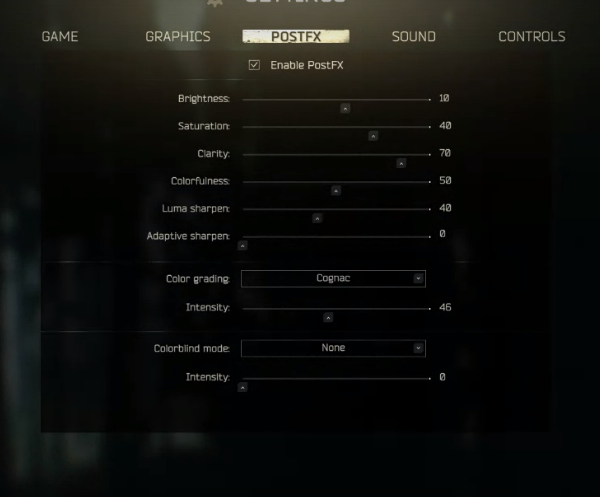 SETTINGS
GAME GRAPHICS POSTFX SOUND CONTROLS
Enable PostFX
Brightness: 10
Saturation: 40
Clarity: 70
Colorfulness: 50
Luma sharpen: 40
Adaptive sharpen: 0
Color grading: Cognac
Intensity: 46
Colorblind mode: None
Intensity: 0